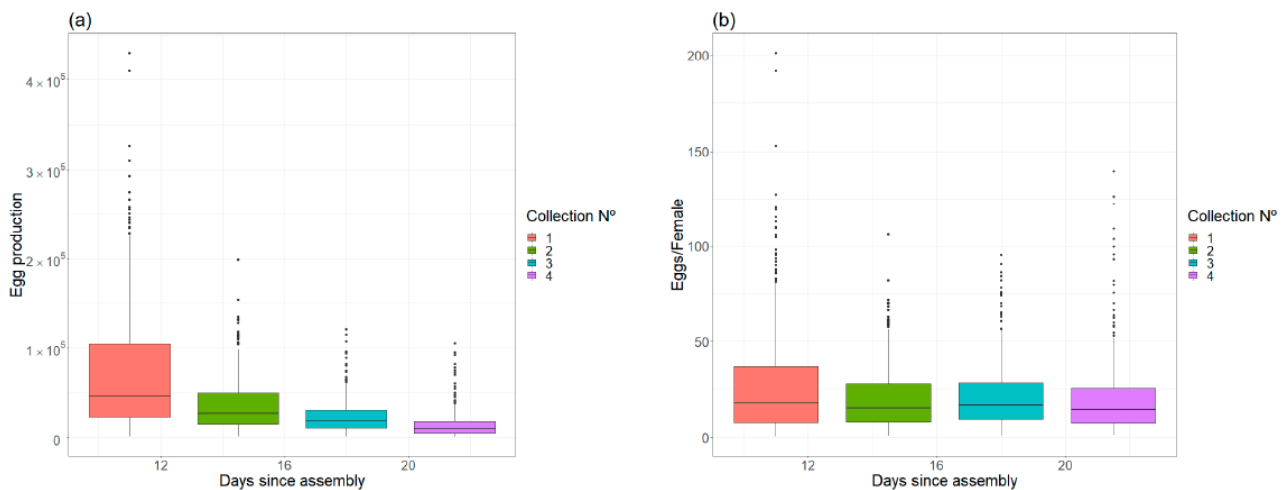 (a)
4 × 10⁵
3 × 10⁵
2 × 10⁵
1 × 10⁵
0
Egg production
12
16
20
Days since assembly
Collection Nº
1
2
3
4
(b)
200
150
100
50
0
Eggs/Female
12
16
20
Days since assembly
Collection Nº
1
2
3
4